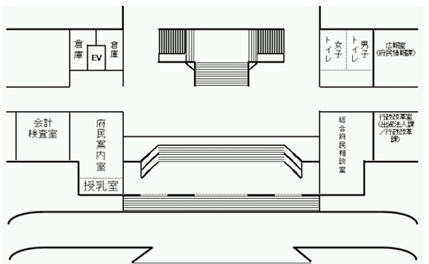 倉庫
EV
倉庫
女子トイレ
男子トイレ
広報室
(府民情報課)
会計
検査室
府民案内室
授乳室
総合府民相談室
行政改革室
(出資法人課
/行政改革
課)